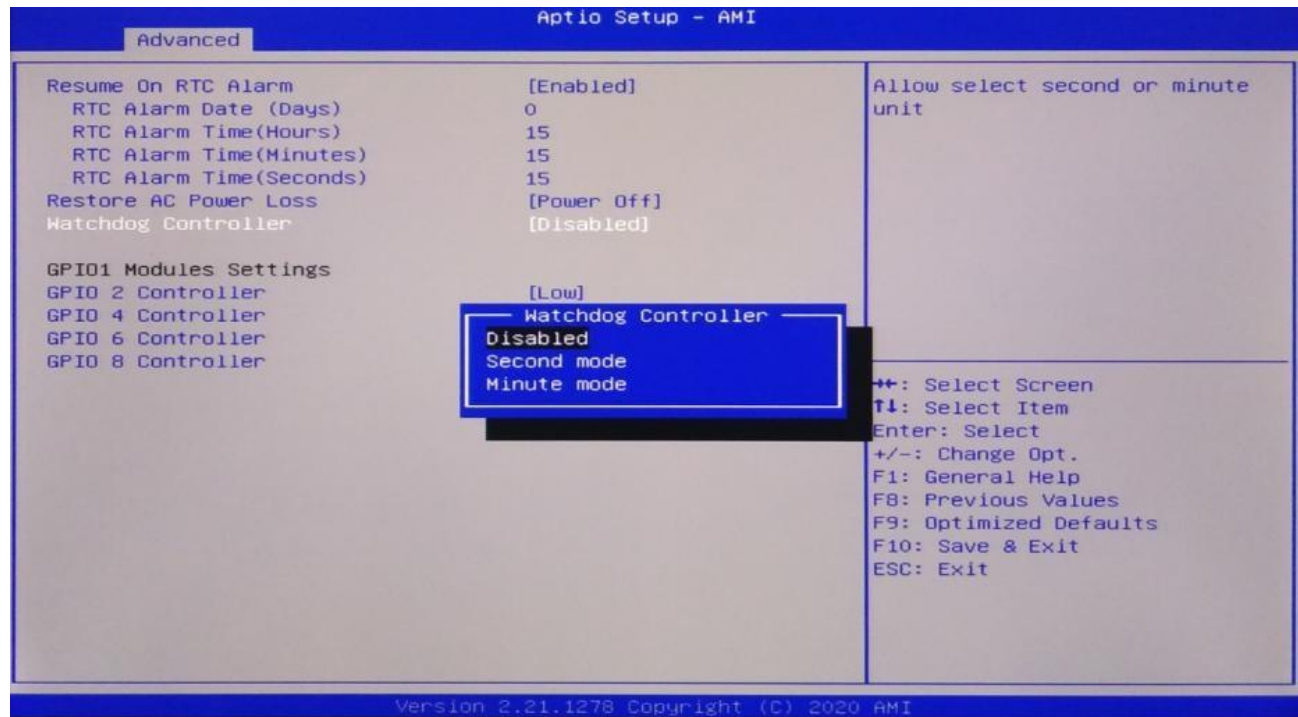 Aptio Setup - AMI
Advanced
Resume On RTC Alarm [Enabled]
RTC Alarm Date (Days) 0
RTC Alarm Time(Hours) 15
RTC Alarm Time(Minutes) 15
RTC Alarm Time(Seconds) 15
Restore AC Power Loss [Power Off]
Watchdog Controller [Disabled]
GPIO1 Modules Settings
GPIO 2 Controller [Low]
GPIO 4 Controller
GPIO 6 Controller
GPIO 8 Controller
Watchdog Controller
Disabled
Second mode
Minute mode
Allow select second or minute
unit
→←: Select Screen
↑↓: Select Item
Enter: Select
+/-: Change Opt.
F1: General Help
F8: Previous Values
F9: Optimized Defaults
F10: Save & Exit
ESC: Exit
Version 2.21.1278 Copyright (C) 2020 AMI